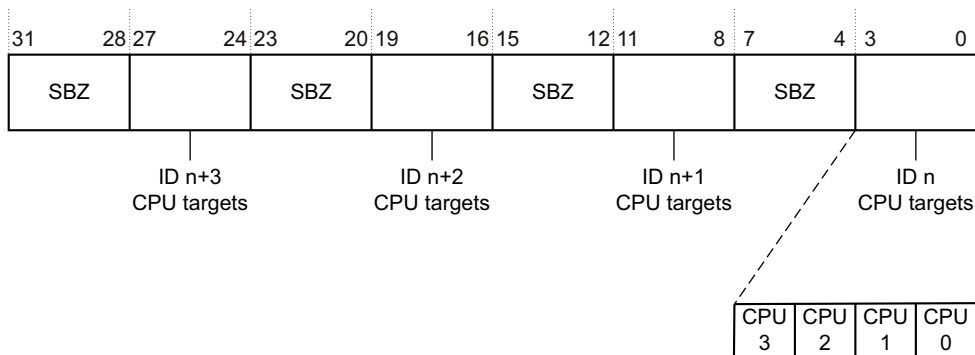 31 28 27 24 23 20 19 16 15 12 11 8 7 4 3 0
SBZ SBZ SBZ SBZ
ID n+3 ID n+2 ID n+1 ID n
CPU targets CPU targets CPU targets CPU targets
CPU CPU CPU CPU
3 2 1 0